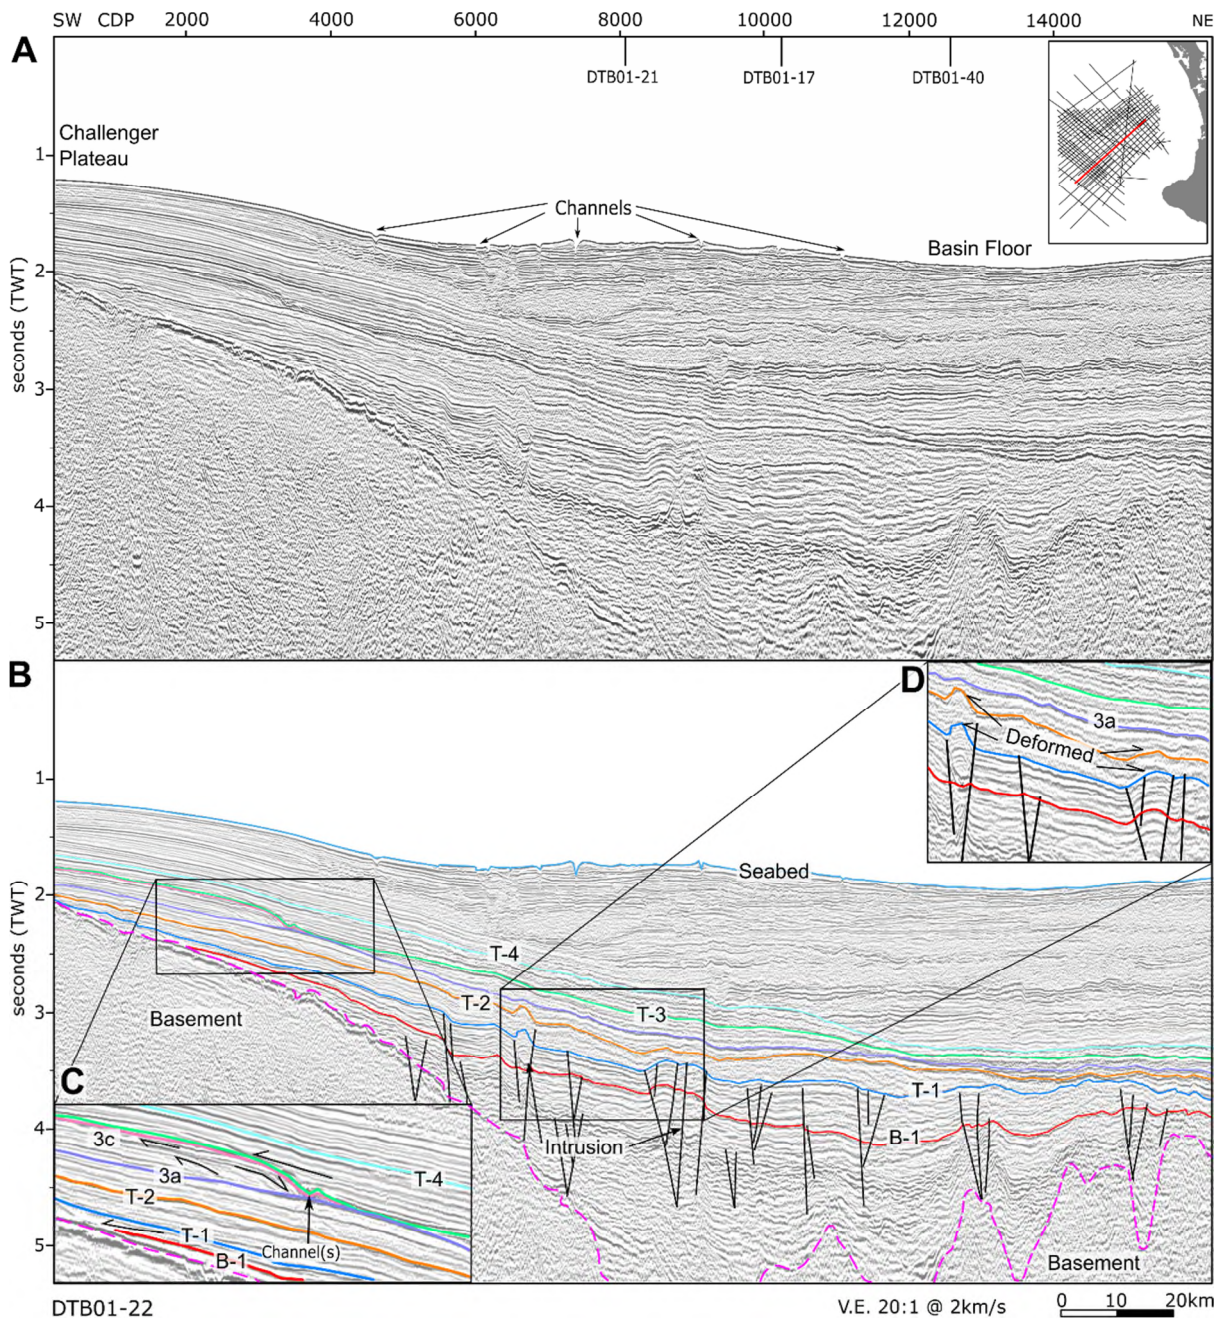 SW CDP 2000 4000 6000 8000 10000 12000 14000 NE
A
DTB01-21 DTB01-17 DTB01-40
Challenger
Plateau
1
Channels
Basin Floor
2
seconds (TWT)
3
4
5
B
D
3a
Deformed
1
Seabed
2
seconds (TWT)
T-4
T-2
T-3
3
Basement
T-1
C
B-1
4
Intrusion
3c
3a
T-4
T-2
T-1
Channel(s)
B-1
5
Basement
DTB01-22
V.E. 20:1 @ 2km/s
0 10 20km